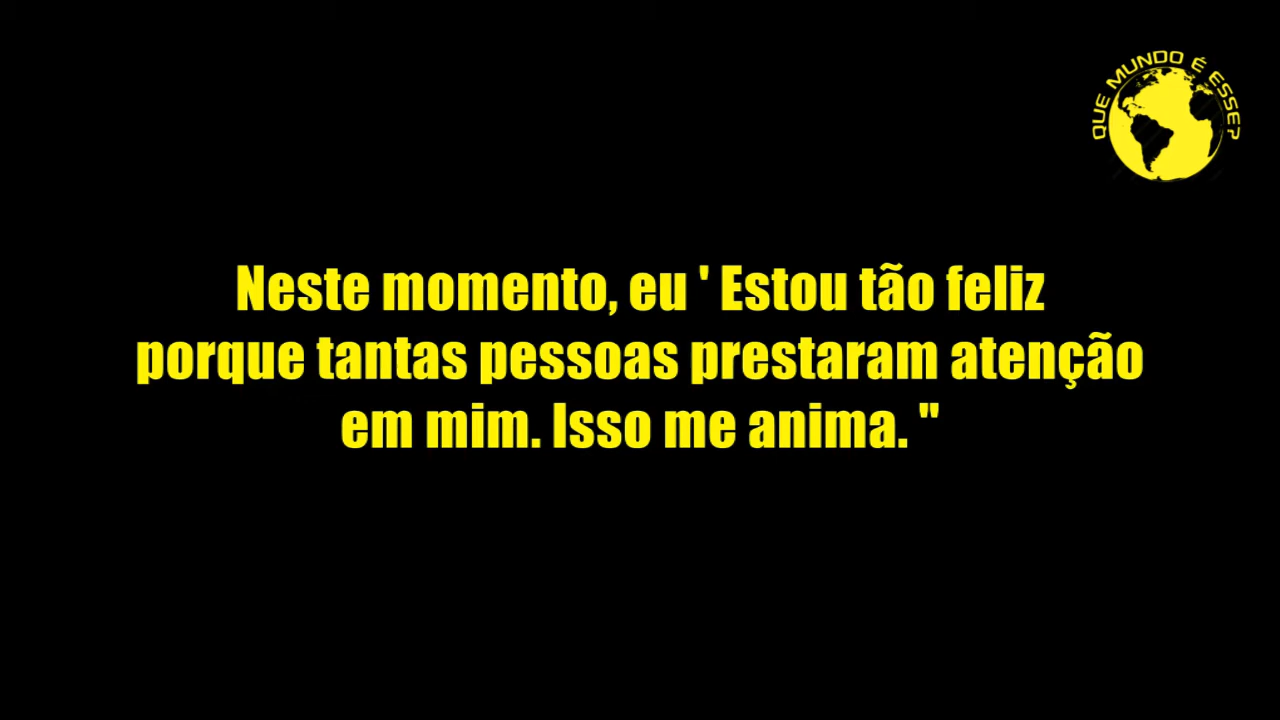 QUE MUNDO É ESSE?
Neste momento, eu ' Estou tão feliz
porque tantas pessoas prestaram atenção
em mim. Isso me anima. "